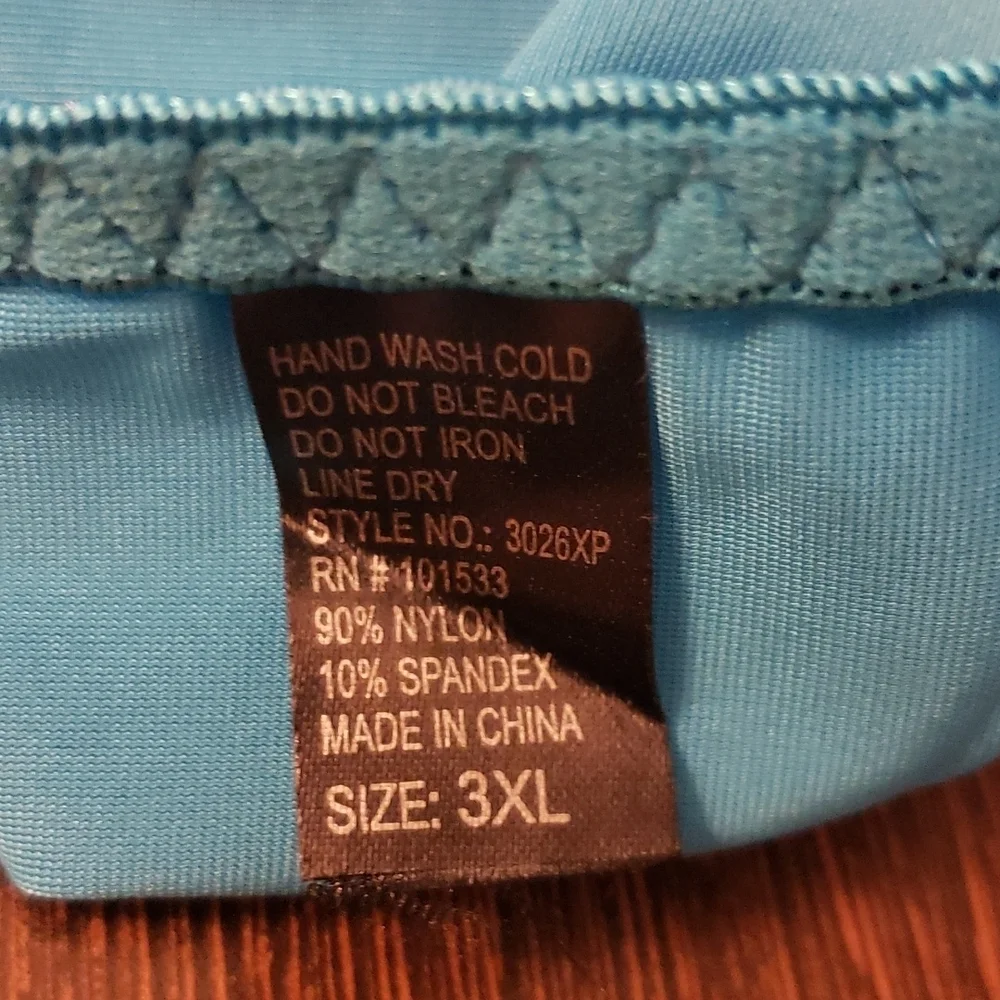 HAND WASH COLD
DO NOT BLEACH
DO NOT IRON
LINE DRY
STYLE NO.: 3026XP
RN # 101533
90% NYLON
10% SPANDEX
MADE IN CHINA
SIZE: 3XL